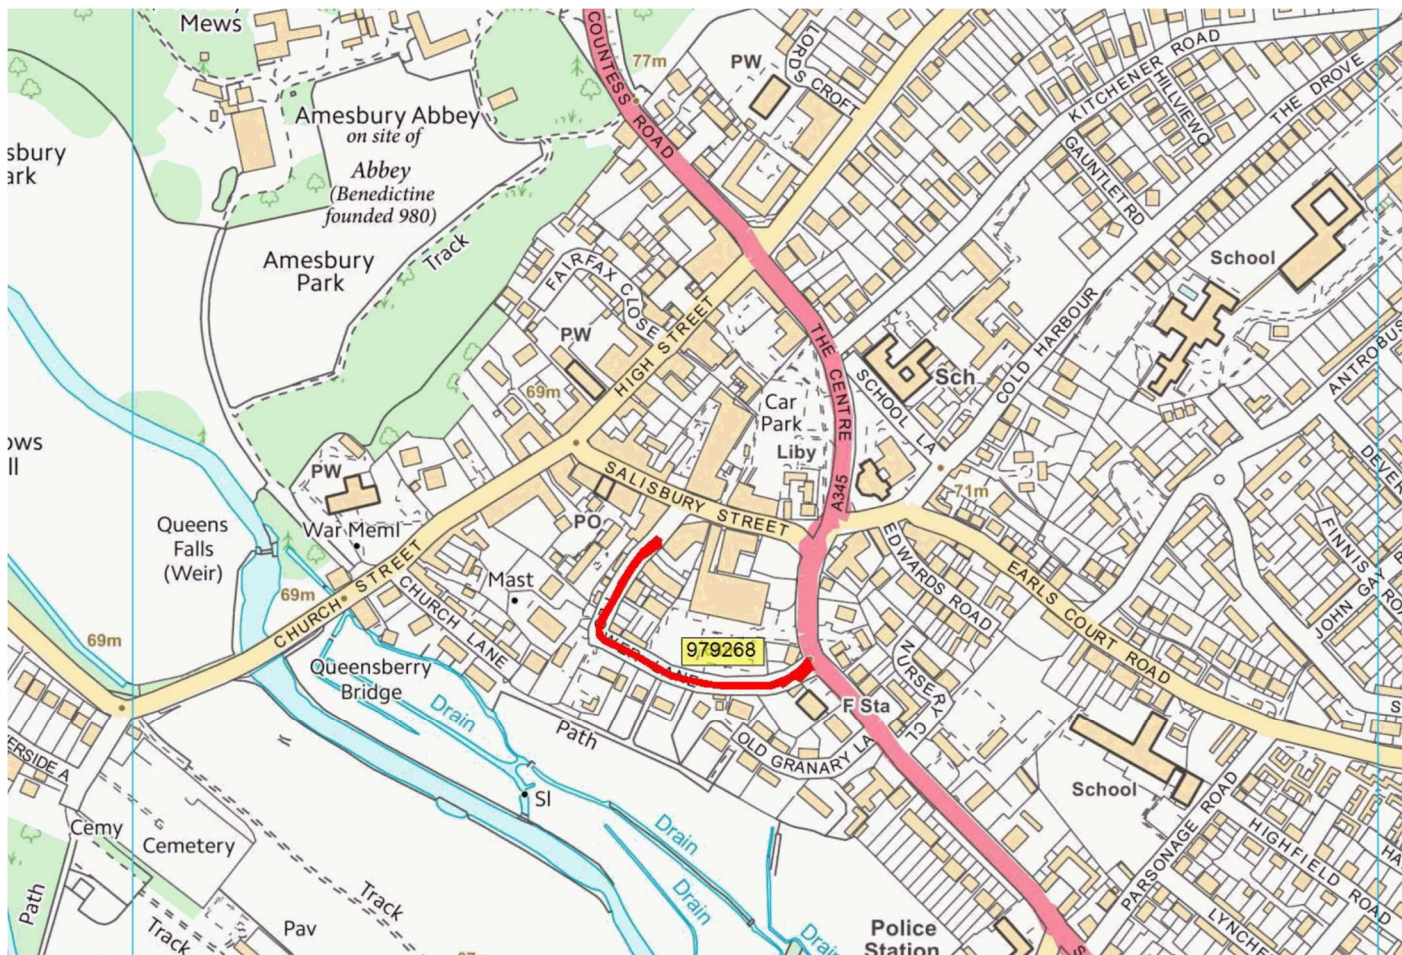 Mews
COUNTESS ROAD
77m
PW
LORDS CROFT
KITCHENER ROAD
HILLVIEW
THE DROVE
GAUNTLET RD
Amesbury Abbey
on site of
Abbey
(Benedictine
founded 980)
sbury
ark
Track
Amesbury
Park
FAIRFAX CLOSE
PW
HIGH STREET
69m
THE CENTRE
A345
School
COLD HARBOUR
SCHOOL LA
Sch
ANTROBUS
Car
Park
Liby
SALISBURY STREET
71m
DEVER
ows
ll
PW
War Meml
PO
Queens
Falls
(Weir)
CHURCH STREET
69m
CHURCH LANE
Mast
EDWARDS ROAD
EARLS COURT ROAD
FINNIS
JOHN GAY RO
69m
Queensberry
Bridge
WER LANE
979268
NURSERY CL
F Sta
OLD GRANARY LA
Drain
Path
ERSIDE A
Sl
School
PARSONAGE ROAD
HIGHFIELD ROAD
HA
Cemy
Cemetery
Drain
Path
Track
Track
Drain
Drain
Pav
Police
Station
LYNCHE
S